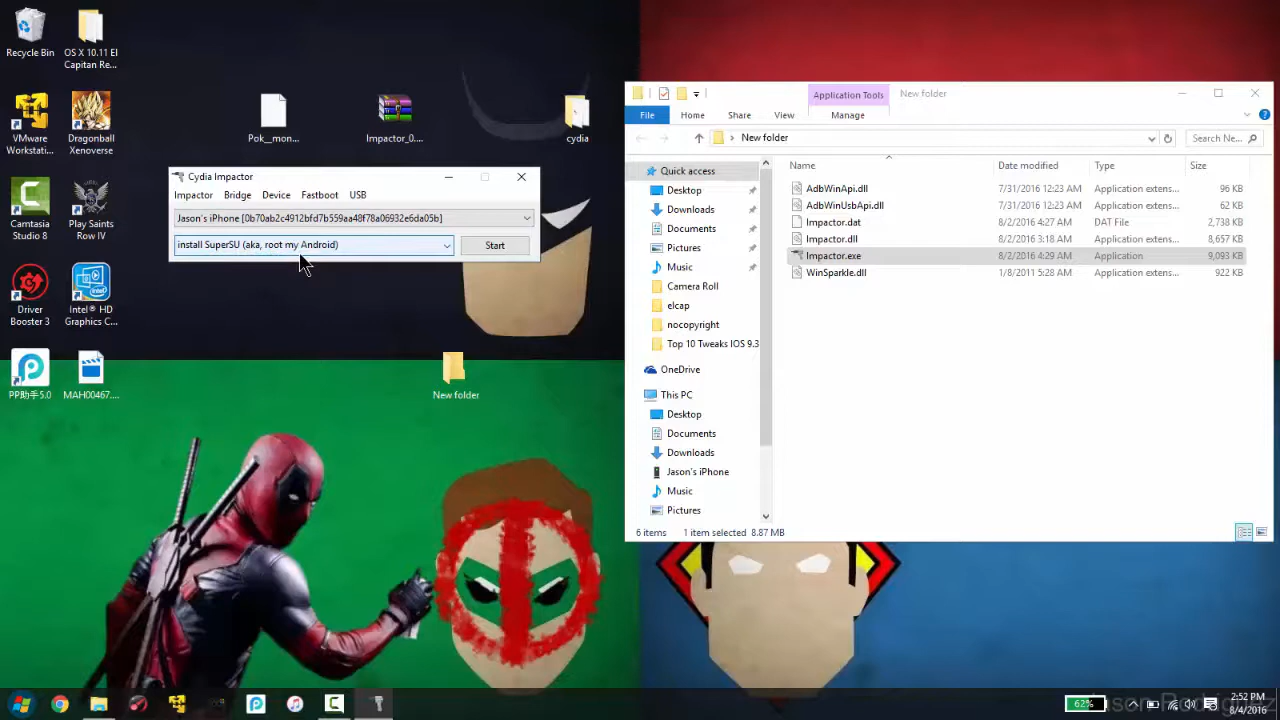 Recycle Bin
OS X 10.11 El
Capitan Re...
VMware
Workstati...
Dragonball
Xenoverse
Pok__mon...
Impactor_0....
cydia
Camtasia
Studio 8
Play Saints
Row IV
Driver
Booster 3
Intel® HD
Graphics C...
PP助手5.0
MAH00467....
New folder
Cydia Impactor
Impactor Bridge Device Fastboot USB
Jason's iPhone [0b70ab2c4912bfd7b559aa48f78a06932e6da05b]
install SuperSU (aka, root my Android)
Start
Application Tools New folder
File Home Share View Manage
New folder
Search Ne...
Quick access
Desktop
Downloads
Documents
Pictures
Music
Camera Roll
elcap
nocopyright
Top 10 Tweaks IOS 9.3
OneDrive
This PC
Desktop
Documents
Downloads
Jason's iPhone
Music
Pictures
Name Date modified Type Size
AdbWinApi.dll 7/31/2016 12:23 AM Application extens... 96 KB
AdbWinUsbApi.dll 7/31/2016 12:23 AM Application extens... 62 KB
Impactor.dat 8/2/2016 4:27 AM DAT File 2,738 KB
Impactor.dll 8/2/2016 3:18 AM Application extens... 8,657 KB
Impactor.exe 8/2/2016 4:29 AM Application 9,093 KB
WinSparkle.dll 1/8/2011 5:28 AM Application extens... 922 KB
6 items 1 item selected 8.87 MB
62%
2:52 PM
8/4/2016
Jason Rodriguez